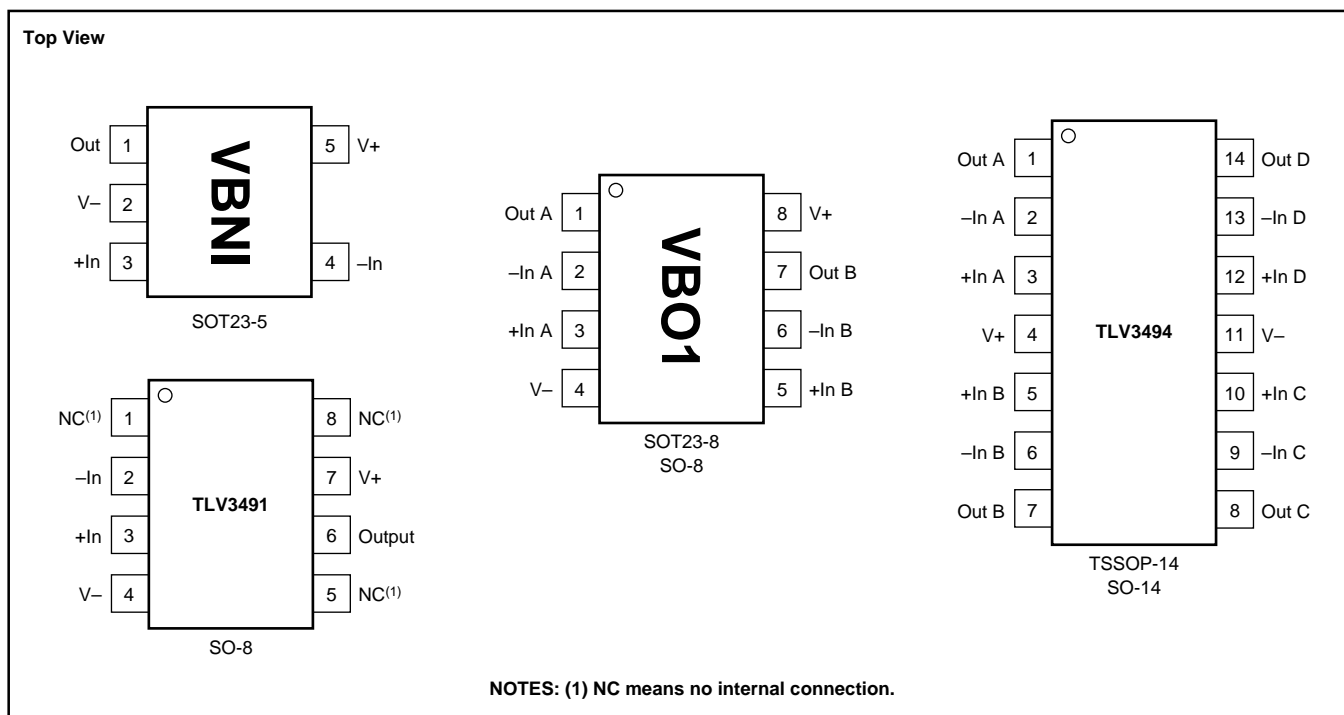 Top View
VBNI
Out 1
V– 2
+In 3
5 V+
4 –In
SOT23-5
TLV3491
NC(1) 1
–In 2
+In 3
V– 4
8 NC(1)
7 V+
6 Output
5 NC(1)
SO-8
VBO1
Out A 1
–In A 2
+In A 3
V– 4
8 V+
7 Out B
6 –In B
5 +In B
SOT23-8
SO-8
TLV3494
Out A 1
–In A 2
+In A 3
V+ 4
+In B 5
–In B 6
Out B 7
14 Out D
13 –In D
12 +In D
11 V–
10 +In C
9 –In C
8 Out C
TSSOP-14
SO-14
NOTES: (1) NC means no internal connection.